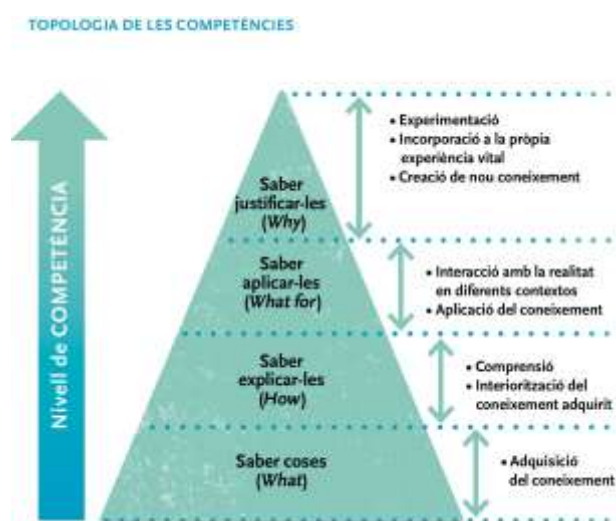 TOPOLOGIA DE LES COMPETÈNCIES
Nivell de COMPETÈNCIA
Saber
justificar-les
(Why)
• Experimentació
• Incorporació a la pròpia
experiència vital
• Creació de nou coneixement
Saber
aplicar-les
(What for)
• Interacció amb la realitat
en diferents contextos
• Aplicació del coneixement
Saber
explicar-les
(How)
• Comprensió
• Interiorització del
coneixement adquirit
Saber coses
(What)
• Adquisició
del coneixement